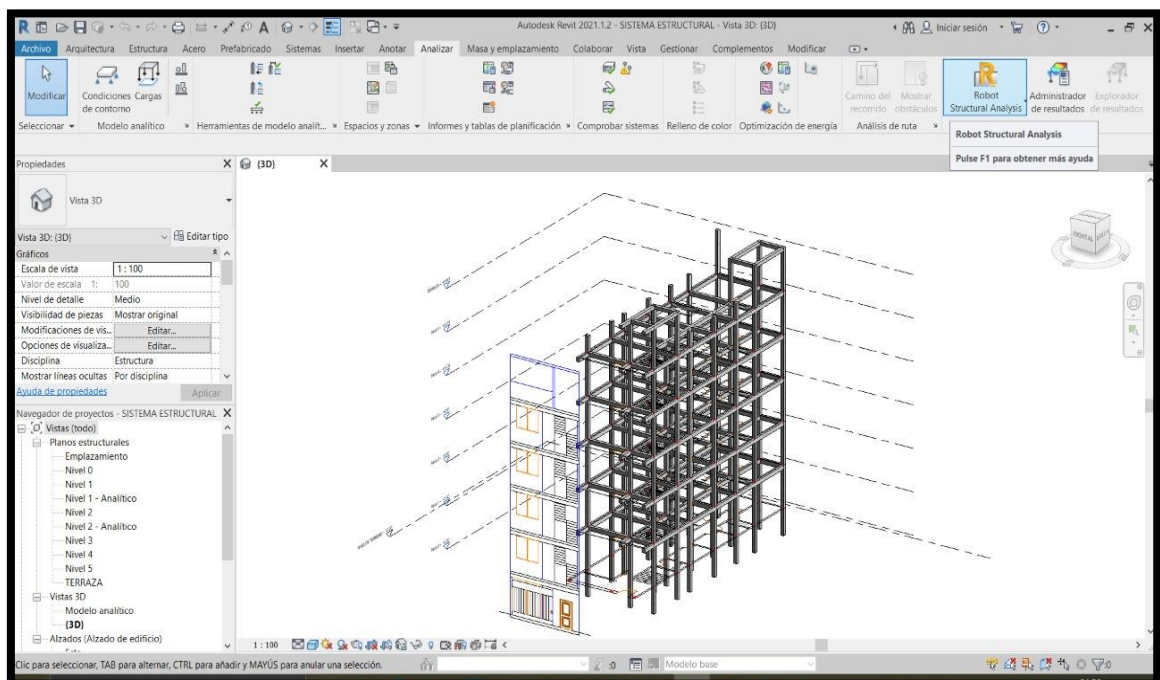 Autodesk Revit 2021.1.2 - SISTEMA ESTRUCTURAL - Vista 3D: {3D}
Iniciar sesión
Archivo Arquitectura Estructura Acero Prefabricado Sistemas Insertar Anotar Analizar Masa y emplazamiento Colaborar Vista Gestionar Complementos Modificar
Modificar
Condiciones de contorno
Cargas
Camino del recorrido
Mostrar obstáculos
Robot Structural Analysis
Administrador de resultados
Explorador de resultados
Seleccionar Modelo analítico Herramientas de modelo analít... Espacios y zonas Informes y tablas de planificación Comprobar sistemas Relleno de color Optimización de energía Análisis de ruta
Robot Structural Analysis
Pulse F1 para obtener más ayuda
Propiedades X
{3D} X
Vista 3D
Vista 3D: {3D} Editar tipo
Gráficos
Escala de vista 1 : 100
Valor de escala 1: 100
Nivel de detalle Medio
Visibilidad de piezas Mostrar original
Modificaciones de vis... Editar...
Opciones de visualiza... Editar...
Disciplina Estructura
Mostrar líneas ocultas Por disciplina
Ayuda de propiedades Aplicar
Navegador de proyectos - SISTEMA ESTRUCTURAL X
Vistas (todo)
Planos estructurales
Emplazamiento
Nivel 0
Nivel 1
Nivel 1 - Analítico
Nivel 2
Nivel 2 - Analítico
Nivel 3
Nivel 4
Nivel 5
TERRAZA
Vistas 3D
Modelo analítico
{3D}
Alzados (Alzado de edificio)
FRONTAL
1 : 100
Clic para seleccionar, TAB para alternar, CTRL para añadir y MAYÚS para anular una selección.
:0
Modelo base
:0